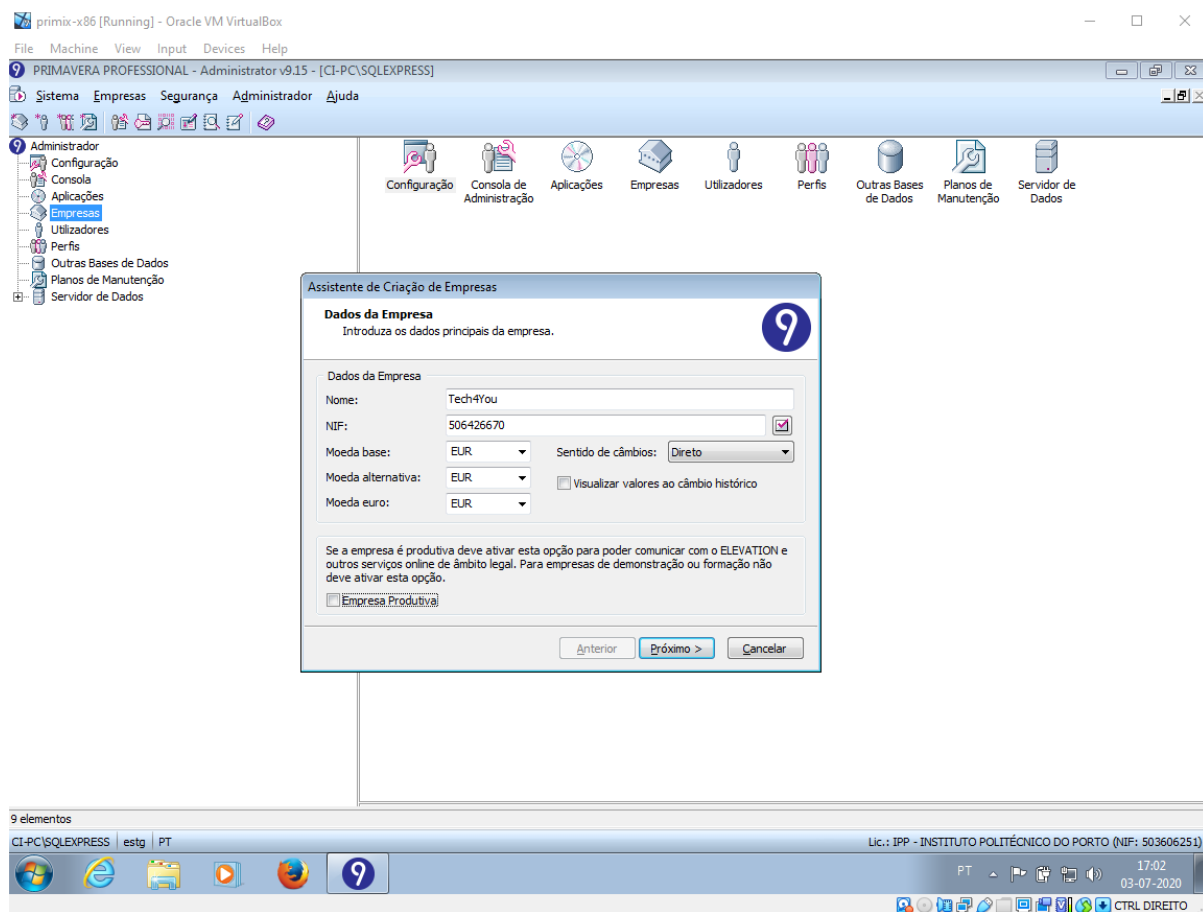 primix-x86 [Running] - Oracle VM VirtualBox
File Machine View Input Devices Help
9 PRIMAVERA PROFESSIONAL - Administrator v9.15 - [CI-PC\SQLEXPRESS]
Sistema Empresas Segurança Administrador Ajuda
9 Administrador
Configuração
Consola
Aplicações
Empresas
Utilizadores
Perfis
Outras Bases de Dados
Planos de Manutenção
Servidor de Dados
Configuração
Consola de
Administração
Aplicações
Empresas
Utilizadores
Perfis
Outras Bases
de Dados
Planos de
Manutenção
Servidor de
Dados
Assistente de Criação de Empresas
Dados da Empresa
Introduza os dados principais da empresa.
9
Dados da Empresa
Nome: Tech4You
NIF: 506426670
Moeda base: EUR Sentido de câmbios: Direto
Moeda alternativa: EUR Visualizar valores ao câmbio histórico
Moeda euro: EUR
Se a empresa é produtiva deve ativar esta opção para poder comunicar com o ELEVATION e
outros serviços online de âmbito legal. Para empresas de demonstração ou formação não
deve ativar esta opção.
Empresa Produtiva
Anterior Próximo > Cancelar
9 elementos
CI-PC\SQLEXPRESS estg PT Lic.: IPP - INSTITUTO POLITÉCNICO DO PORTO (NIF: 503606251)
9
PT 17:02
03-07-2020
CTRL DIREITO